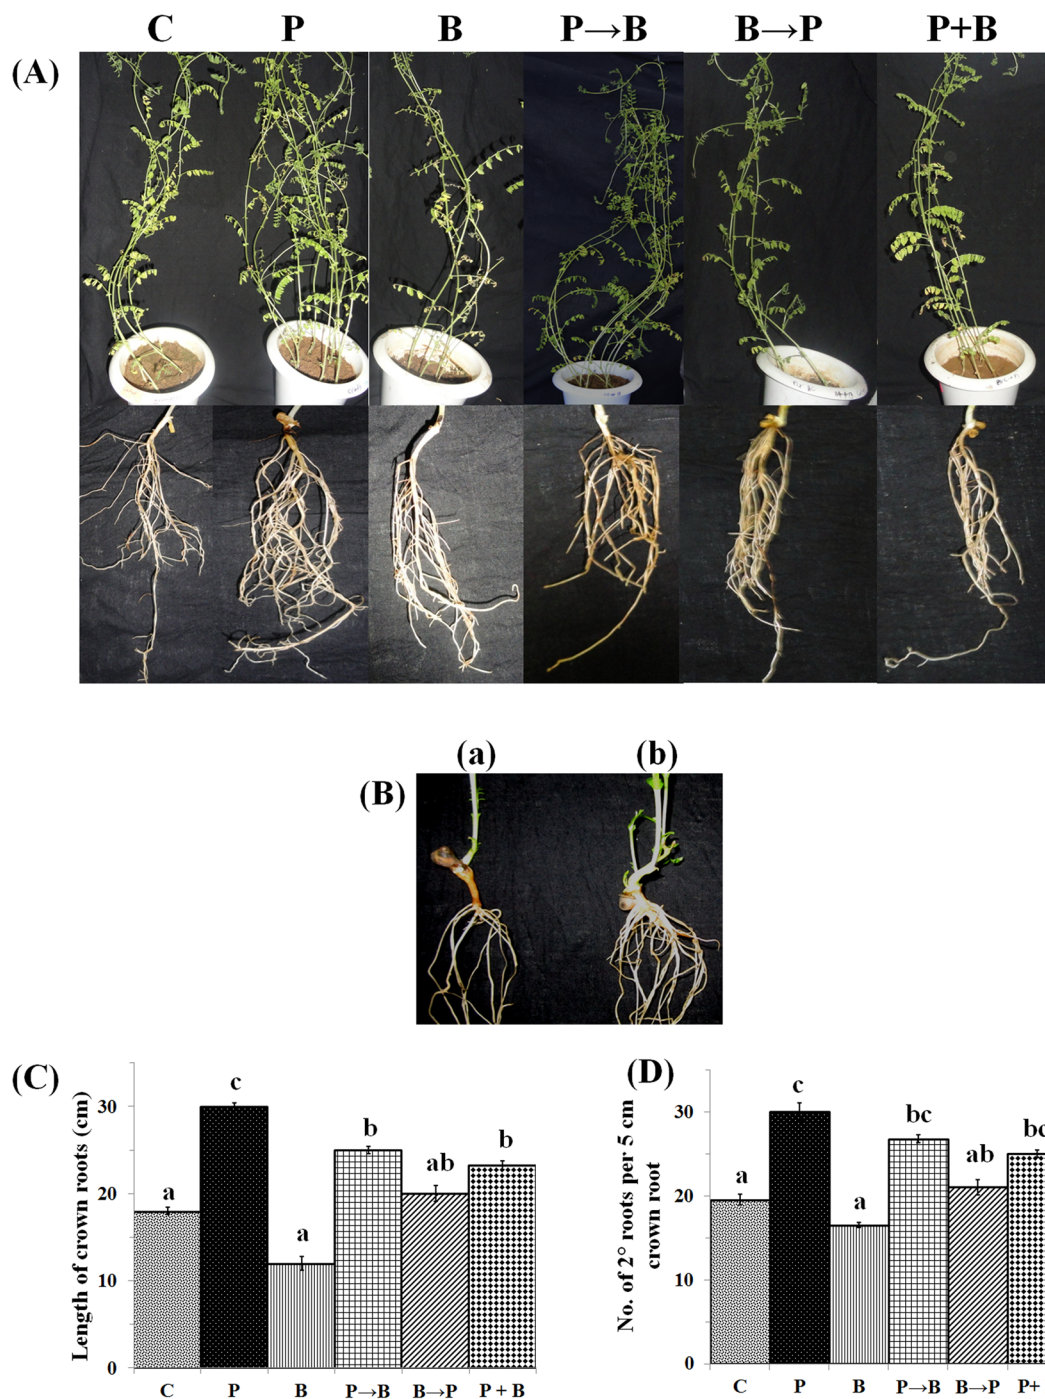 C P B P→B B→P P+B
(A)
(a) (b)
(B)
(C)
Length of crown roots (cm)
30
20
10
0
a c a b ab b
C P B P→B B→P P + B
(D)
No. of 2° roots per 5 cm
crown root
30
20
10
0
a c a bc ab bc
C P B P→B B→P P+